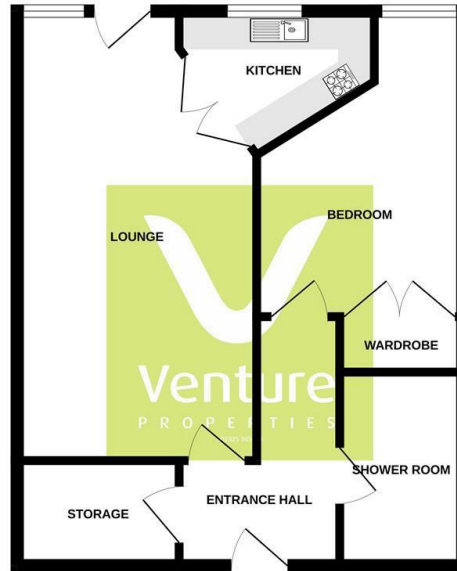 KITCHEN
BEDROOM
LOUNGE
WARDROBE
Venture
PROPERTIES
SHOWER ROOM
ENTRANCE HALL
STORAGE